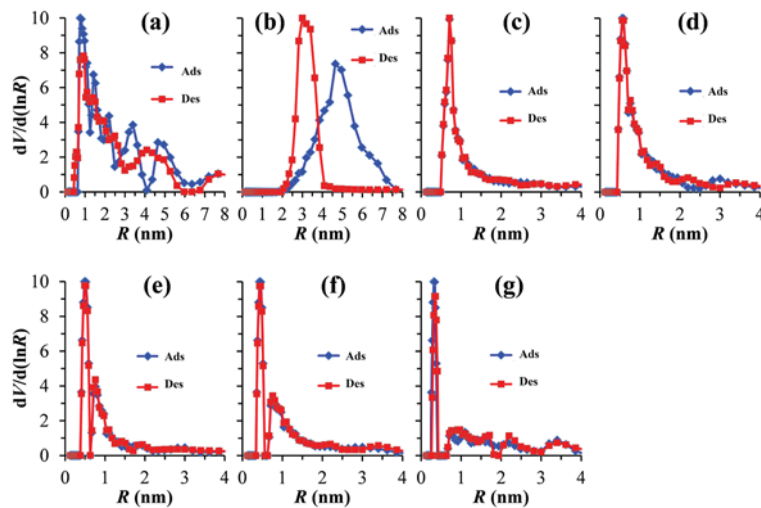 (a) (b) (c) (d)
dV/d(lnR)
10
8
6
4
2
0
Ads
Des
Ads
Des
Ads
Des
Ads
Des
0 1 2 3 4 5 6 7 8
0 1 2 3 4 5 6 7 8
0 1 2 3 4
0 1 2 3 4
R (nm) R (nm) R (nm) R (nm)
(e) (f) (g)
dV/d(lnR)
10
8
6
4
2
0
Ads
Des
Ads
Des
Ads
Des
0 1 2 3 4
0 1 2 3 4
0 1 2 3 4
R (nm) R (nm) R (nm)